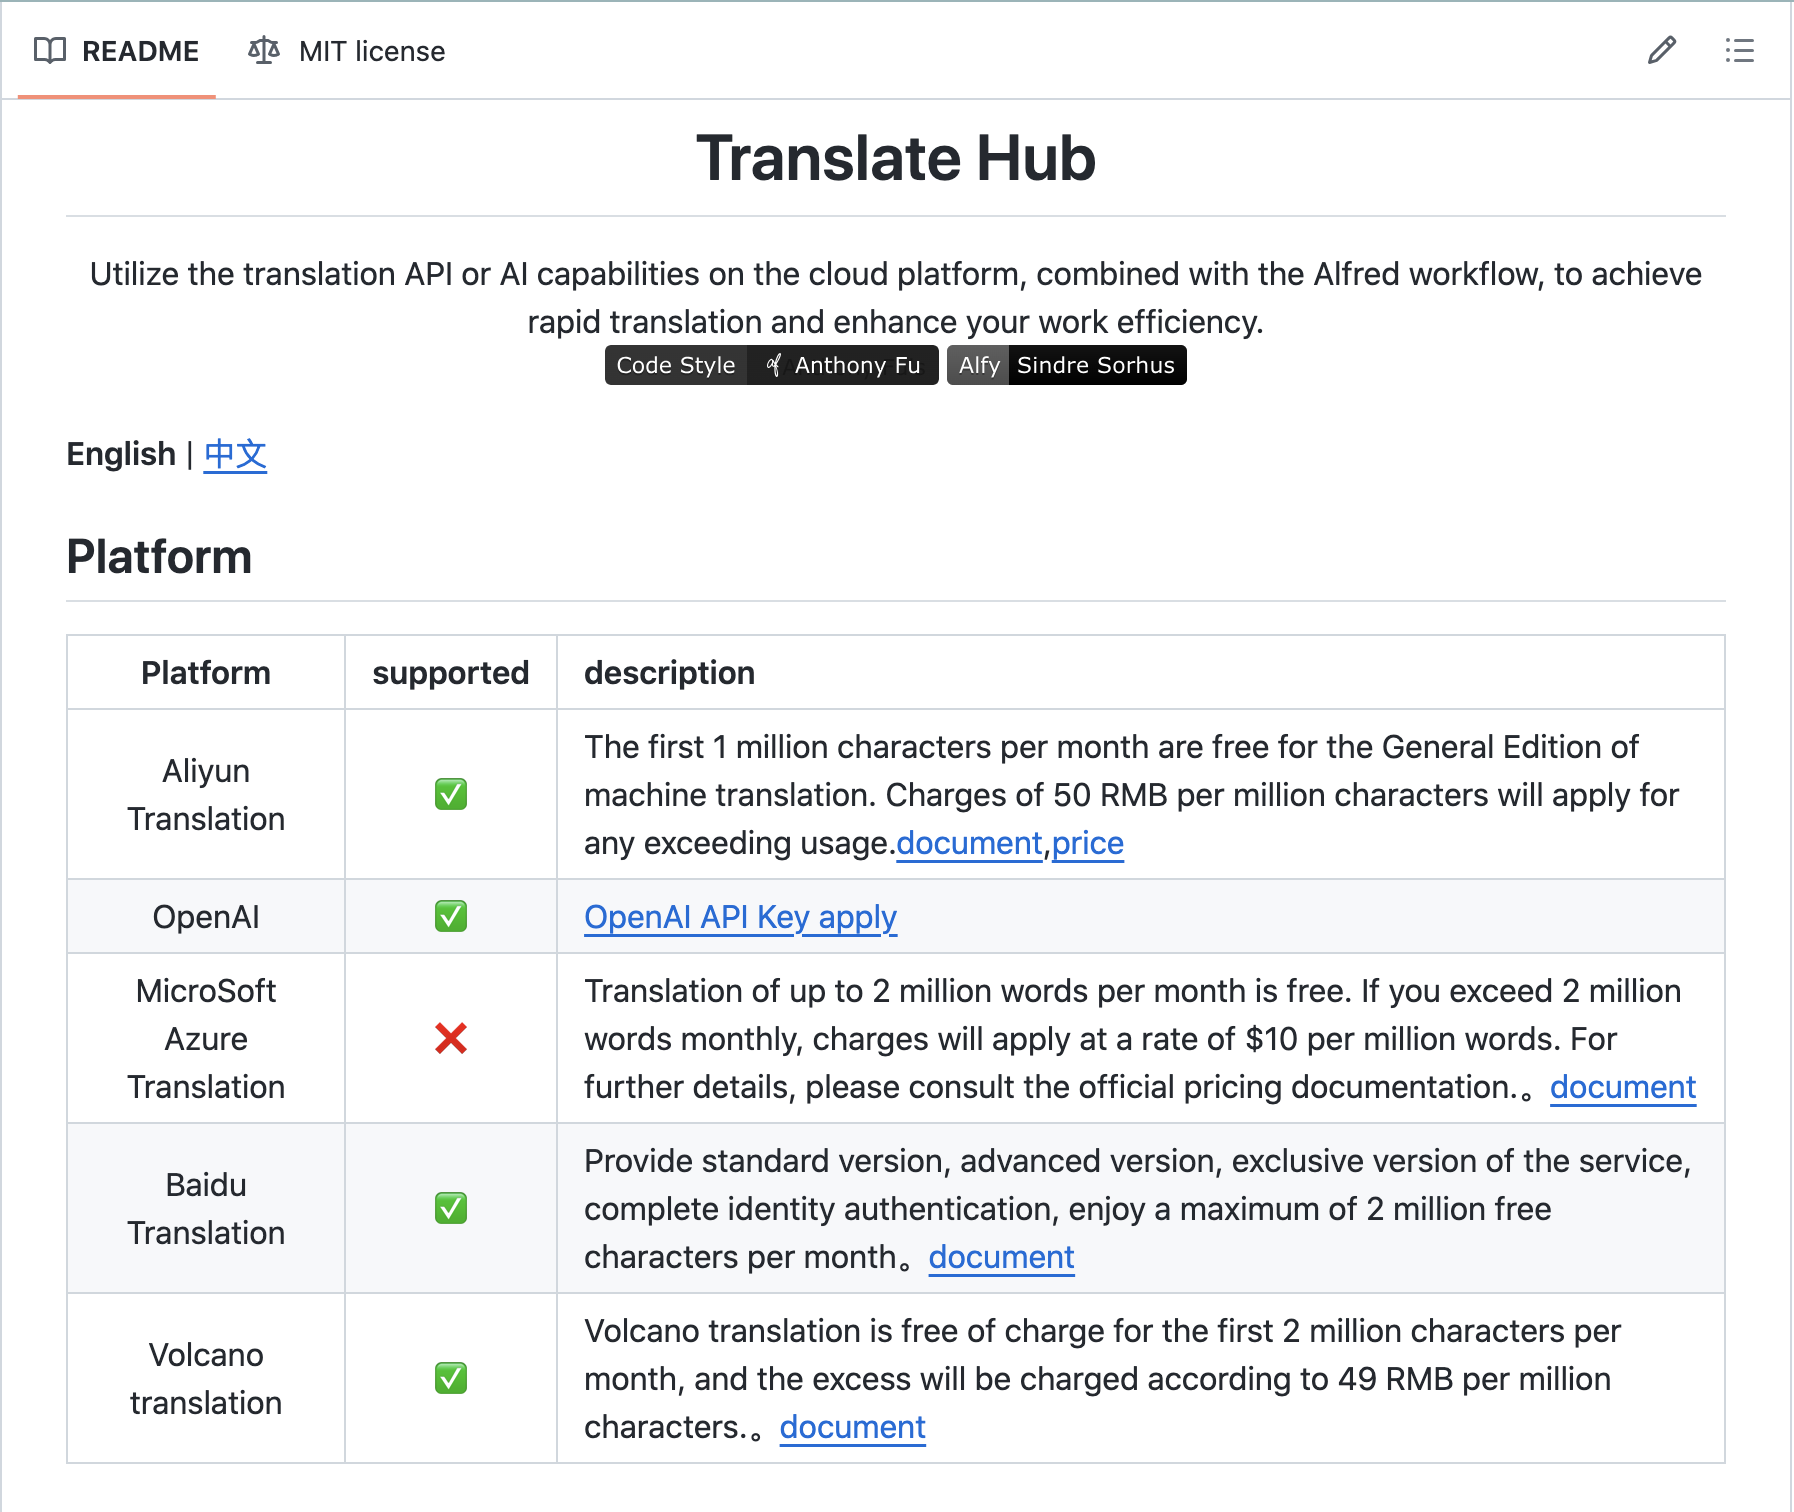 README MIT license
Translate Hub
Utilize the translation API or AI capabilities on the cloud platform, combined with the Alfred workflow, to achieve
rapid translation and enhance your work efficiency.
Code Style Anthony Fu Alfy Sindre Sorhus
English | 中文
Platform
Platform supported description
Aliyun
Translation
The first 1 million characters per month are free for the General Edition of
machine translation. Charges of 50 RMB per million characters will apply for
any exceeding usage.document,price
OpenAI
OpenAI API Key apply
MicroSoft
Azure
Translation
Translation of up to 2 million words per month is free. If you exceed 2 million
words monthly, charges will apply at a rate of $10 per million words. For
further details, please consult the official pricing documentation.。document
Baidu
Translation
Provide standard version, advanced version, exclusive version of the service,
complete identity authentication, enjoy a maximum of 2 million free
characters per month。document
Volcano
translation
Volcano translation is free of charge for the first 2 million characters per
month, and the excess will be charged according to 49 RMB per million
characters.。document